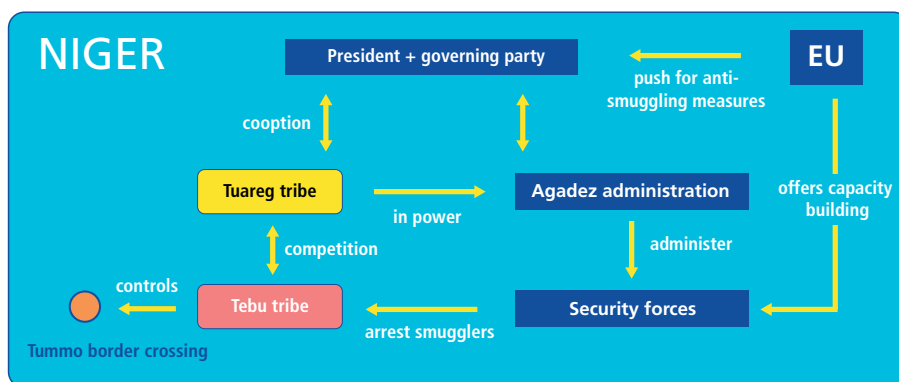 NIGER
President + governing party
EU
push for anti-
smuggling measures
cooption
Tuareg tribe
in power
Agadez administration
offers capacity
building
competition
administer
controls
Tebu tribe
arrest smugglers
Security forces
Tummo border crossing